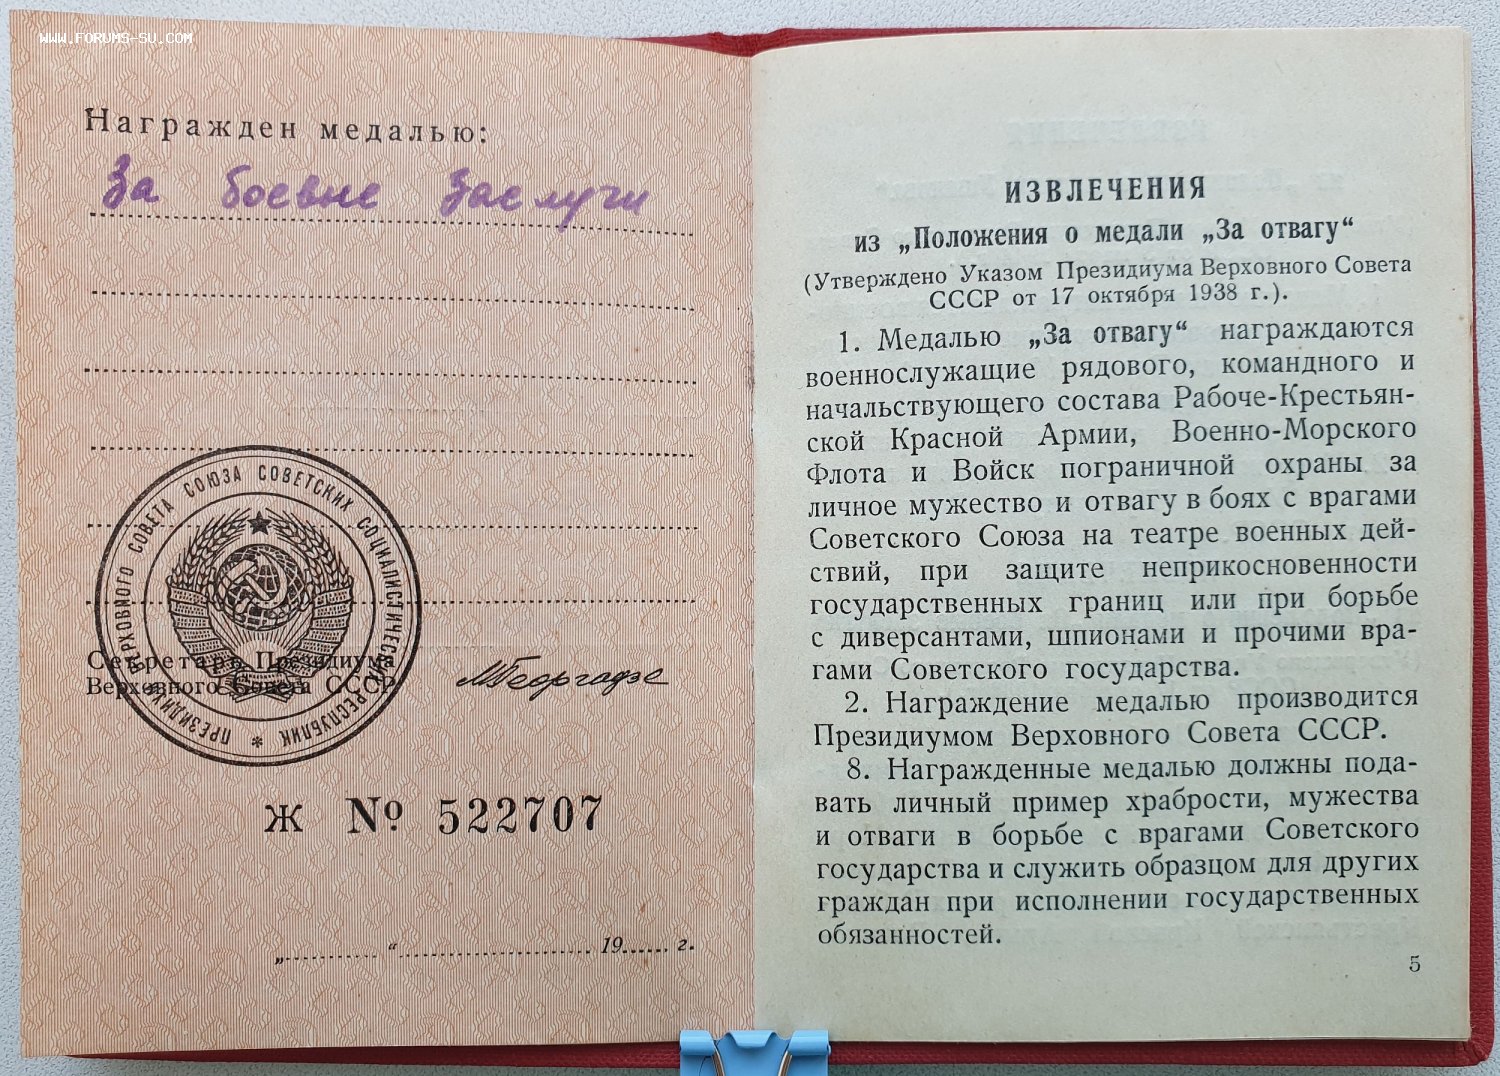 WWW.FORUMS-SU.COM
Награжден медалью:
За боевые заслуги
ПРЕЗИДИУМ ВЕРХОВНОГО СОВЕТА СОЮЗА СОВЕТСКИХ СОЦИАЛИСТИЧЕСКИХ РЕСПУБЛИК *
Секретарь Президиума
Верховного Совета СССР
МГеоргадзе
Ж № 522707
„............“........................ 19...... г.
ИЗВЛЕЧЕНИЯ
из „Положения о медали „За отвагу“
(Утверждено Указом Президиума Верховного Совета
СССР от 17 октября 1938 г.).
1. Медалью „За отвагу“ награждаются
военнослужащие рядового, командного и
начальствующего состава Рабоче-Крестьян-
ской Красной Армии, Военно-Морского
Флота и Войск пограничной охраны за
личное мужество и отвагу в боях с врагами
Советского Союза на театре военных дей-
ствий, при защите неприкосновенности
государственных границ или при борьбе
с диверсантами, шпионами и прочими вра-
гами Советского государства.
2. Награждение медалью производится
Президиумом Верховного Совета СССР.
8. Награжденные медалью должны пода-
вать личный пример храбрости, мужества
и отваги в борьбе с врагами Советского
государства и служить образцом для других
граждан при исполнении государственных
обязанностей.
5